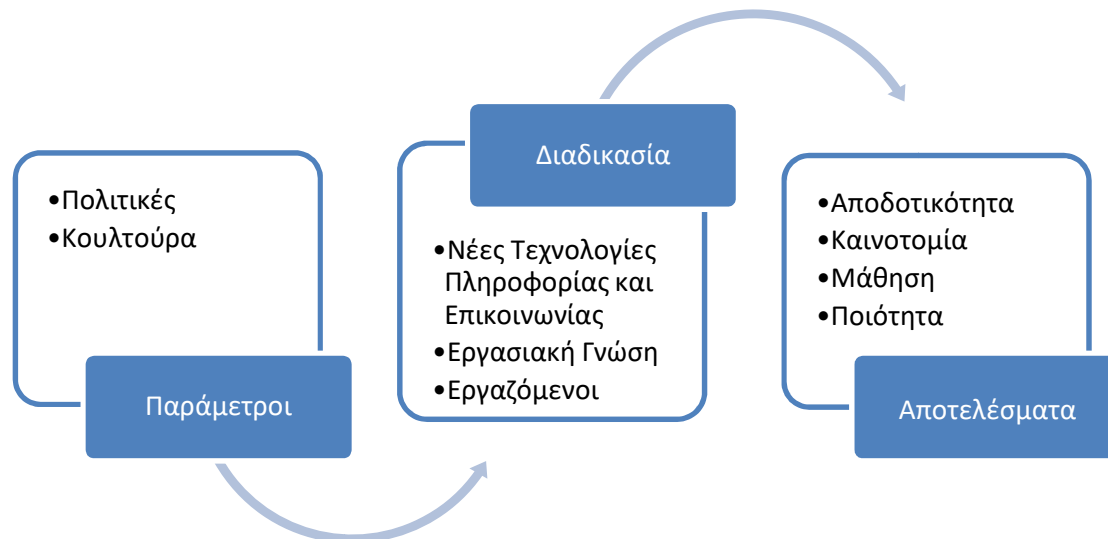 •Πολιτικές
•Κουλτούρα
Παράμετροι
Διαδικασία
•Νέες Τεχνολογίες
Πληροφορίας και
Επικοινωνίας
•Εργασιακή Γνώση
•Εργαζόμενοι
•Αποδοτικότητα
•Καινοτομία
•Μάθηση
•Ποιότητα
Αποτελέσματα